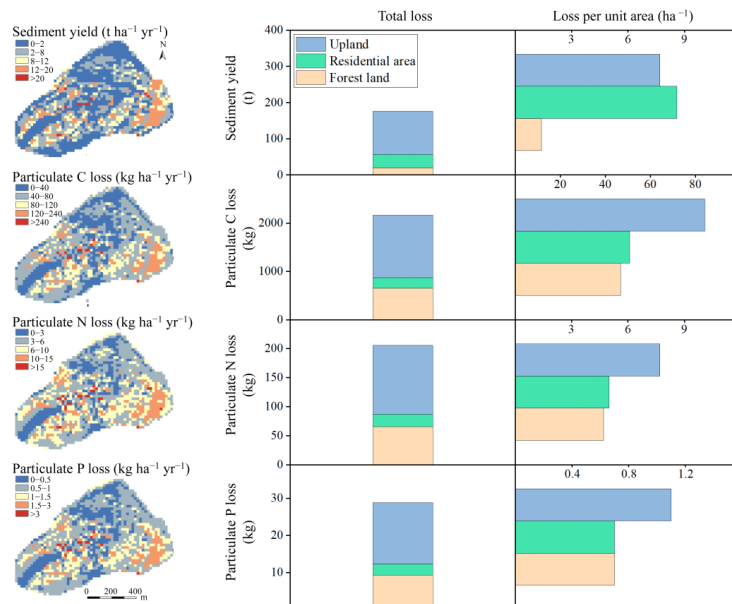 Total loss
Loss per unit area (ha⁻¹)
Sediment yield (t ha⁻¹ yr⁻¹)
0−2
2−8
8−12
12−20
>20
N
Sediment yield
(t)
400
300
200
100
0
Upland
Residential area
Forest land
3
6
9
Particulate C loss (kg ha⁻¹ yr⁻¹)
0−40
40−80
80−120
120−240
>240
Particulate C loss
(kg)
2000
1000
0
20
40
60
80
Particulate N loss (kg ha⁻¹ yr⁻¹)
0−3
3−6
6−10
10−15
>15
Particulate N loss
(kg)
200
150
100
50
0
3
6
9
Particulate P loss (kg ha⁻¹ yr⁻¹)
0−0.5
0.5−1
1−1.5
1.5−3
>3
0
200
400
m
Particulate P loss
(kg)
30
20
10
0.4
0.8
1.2